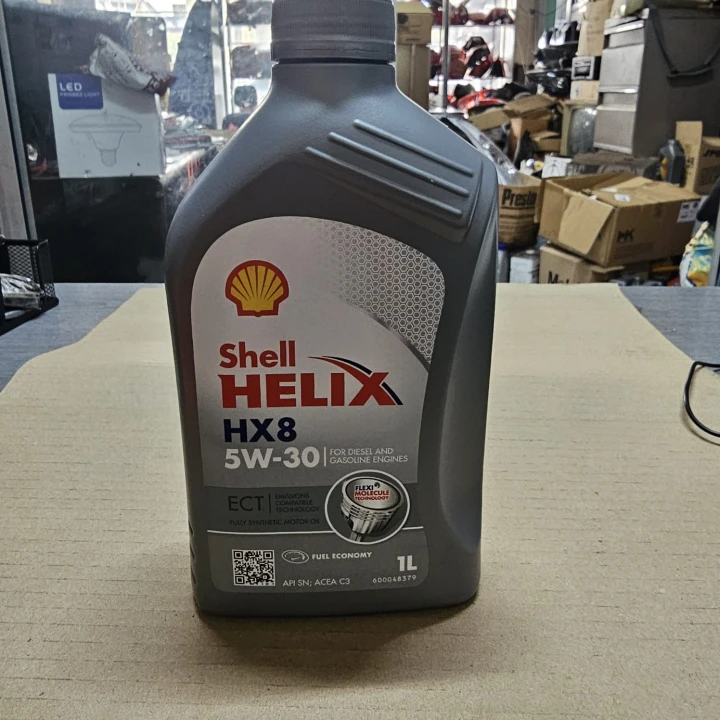 LED
Shell
HELIX
HX8
5W-30
FOR DIESEL AND
GASOLINE ENGINES
ECT
EMISSIONS
COMPATIBLE
TECHNOLOGY
FULLY SYNTHETIC MOTOR OIL
FLEXI
MOLECULE
TECHNOLOGY
FUEL ECONOMY
1L
API SN; ACEA C3
600048379
MK